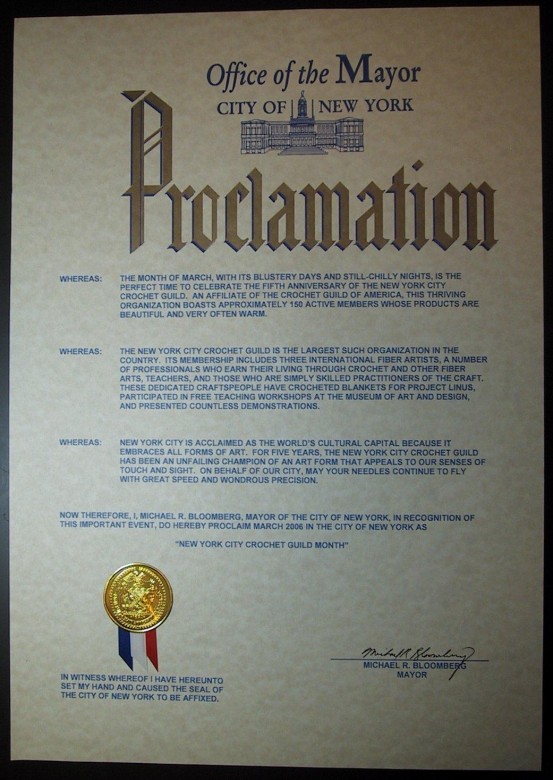 Office of the Mayor
CITY OF NEW YORK
Proclamation
WHEREAS: THE MONTH OF MARCH, WITH ITS BLUSTERY DAYS AND STILL-CHILLY NIGHTS, IS THE
PERFECT TIME TO CELEBRATE THE FIFTH ANNIVERSARY OF THE NEW YORK CITY
CROCHET GUILD. AN AFFILIATE OF THE CROCHET GUILD OF AMERICA, THIS THRIVING
ORGANIZATION BOASTS APPROXIMATELY 150 ACTIVE MEMBERS WHOSE PRODUCTS ARE
BEAUTIFUL AND VERY OFTEN WARM.
WHEREAS: THE NEW YORK CITY CROCHET GUILD IS THE LARGEST SUCH ORGANIZATION IN THE
COUNTRY. ITS MEMBERSHIP INCLUDES THREE INTERNATIONAL FIBER ARTISTS, A NUMBER
OF PROFESSIONALS WHO EARN THEIR LIVING THROUGH CROCHET AND OTHER FIBER
ARTS, TEACHERS, AND THOSE WHO ARE SIMPLY SKILLED PRACTITIONERS OF THE CRAFT.
THESE DEDICATED CRAFTSPEOPLE HAVE CROCHETED BLANKETS FOR PROJECT LINUS,
PARTICIPATED IN FREE TEACHING WORKSHOPS AT THE MUSEUM OF ART AND DESIGN,
AND PRESENTED COUNTLESS DEMONSTRATIONS.
WHEREAS: NEW YORK CITY IS ACCLAIMED AS THE WORLD'S CULTURAL CAPITAL BECAUSE IT
EMBRACES ALL FORMS OF ART. FOR FIVE YEARS, THE NEW YORK CITY CROCHET GUILD
HAS BEEN AN UNFAILING CHAMPION OF AN ART FORM THAT APPEALS TO OUR SENSES OF
TOUCH AND SIGHT. ON BEHALF OF OUR CITY, MAY YOUR NEEDLES CONTINUE TO FLY
WITH GREAT SPEED AND WONDROUS PRECISION.
NOW THEREFORE, I, MICHAEL R. BLOOMBERG, MAYOR OF THE CITY OF NEW YORK, IN RECOGNITION OF
THIS IMPORTANT EVENT, DO HEREBY PROCLAIM MARCH 2006 IN THE CITY OF NEW YORK AS
"NEW YORK CITY CROCHET GUILD MONTH"
Michael R. Bloomberg
MICHAEL R. BLOOMBERG
MAYOR
IN WITNESS WHEREOF I HAVE HEREUNTO
SET MY HAND AND CAUSED THE SEAL OF
THE CITY OF NEW YORK TO BE AFFIXED.